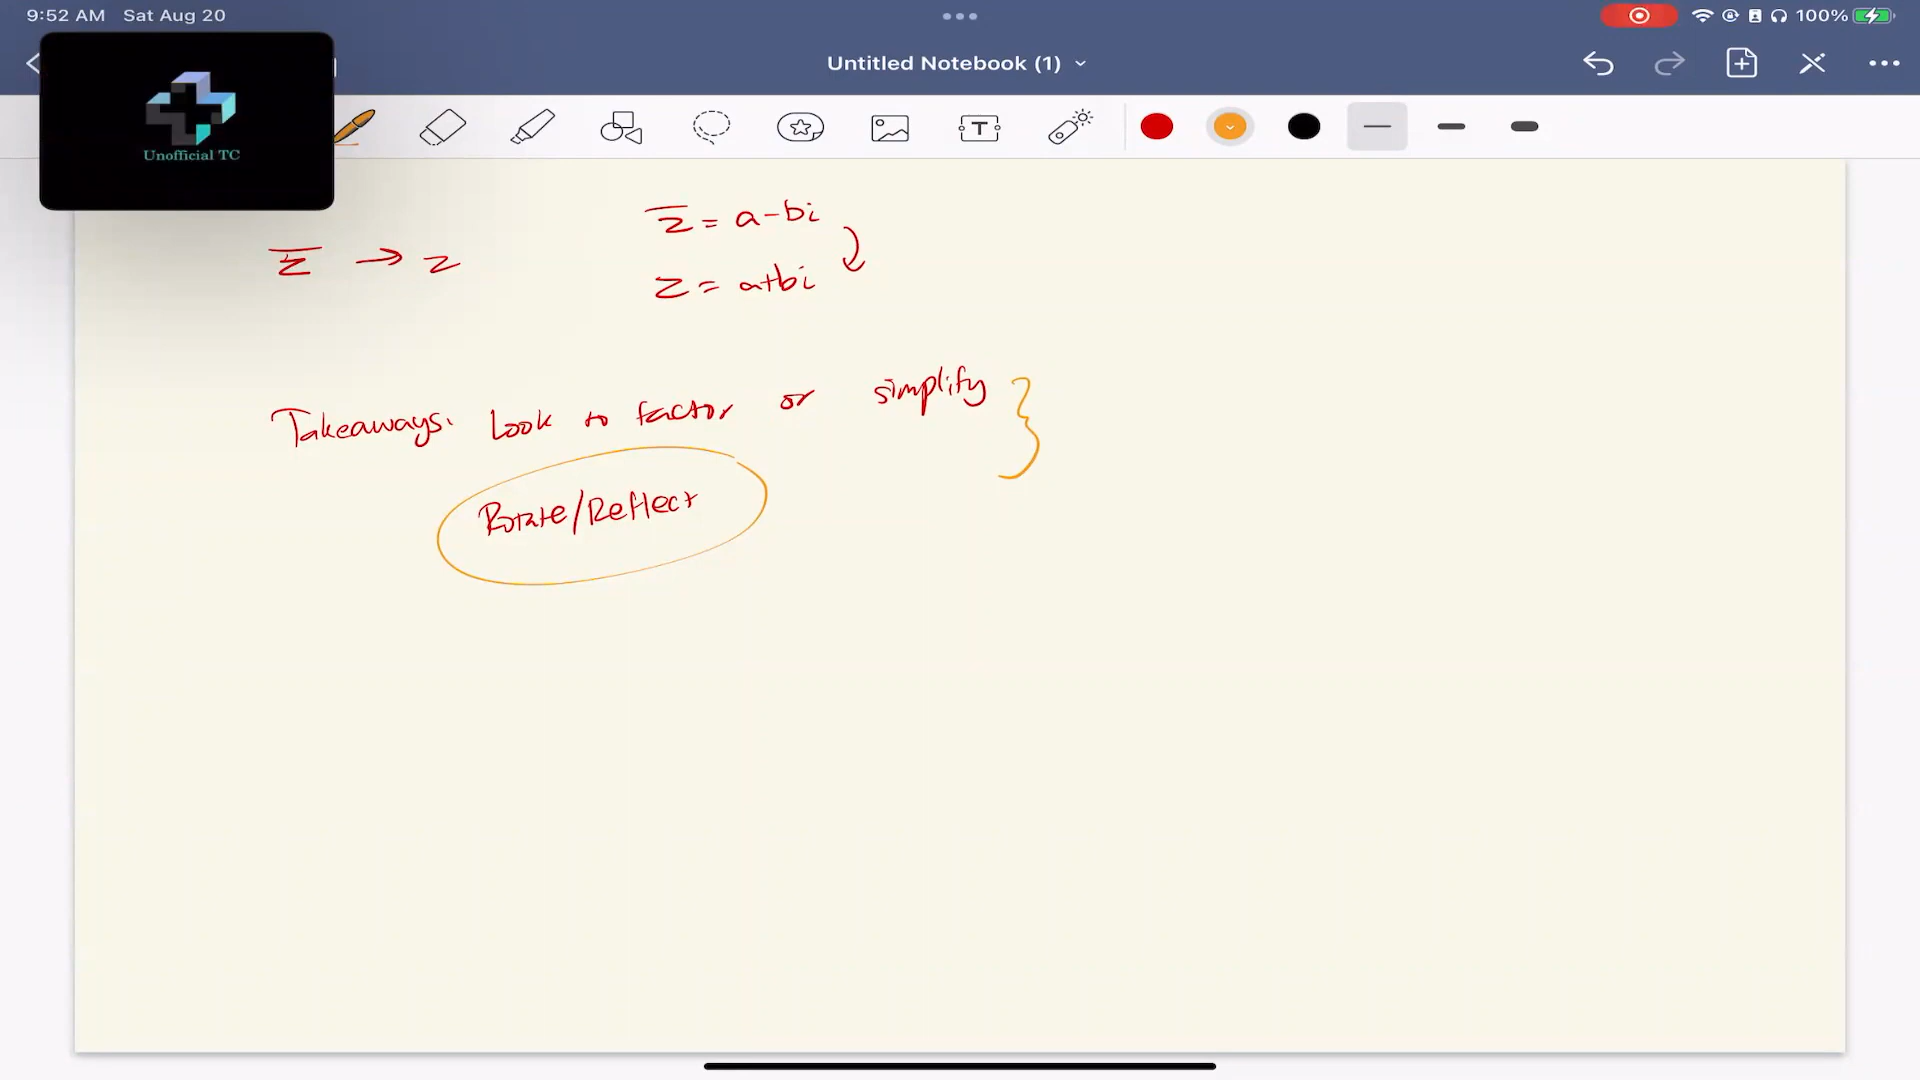 9:52 AM Sat Aug 20
100%
Untitled Notebook (1)
Unofficial TC
T
z̅ = a-bi
z̅ → z
z = a+bi
Takeaways. Look to factor or simplify
Rotate/Reflect